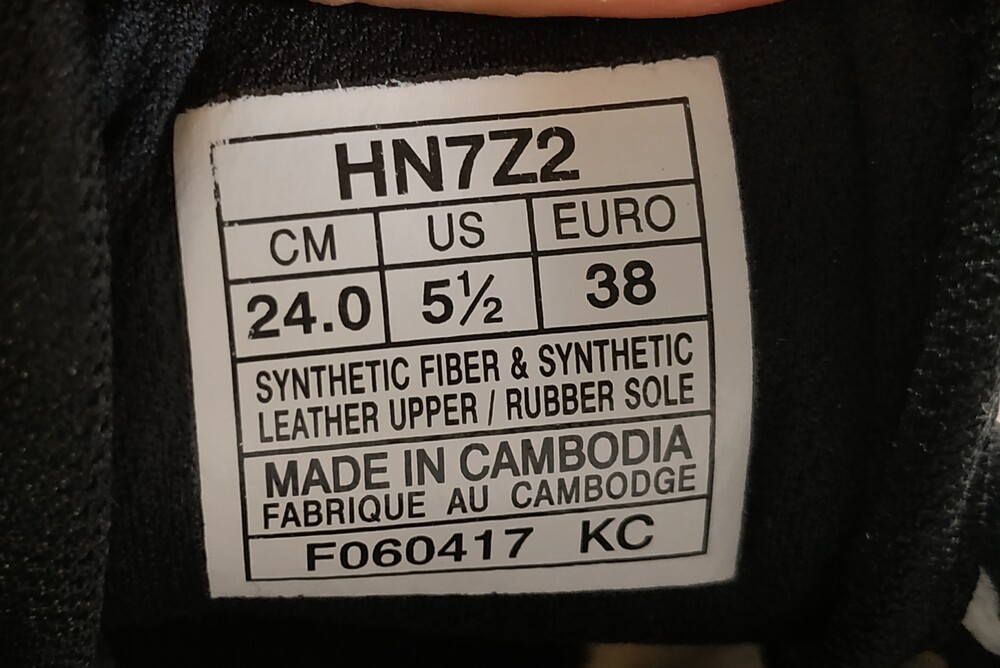 HN7Z2
CM US EURO
24.0 5½ 38
SYNTHETIC FIBER & SYNTHETIC
LEATHER UPPER / RUBBER SOLE
MADE IN CAMBODIA
FABRIQUE AU CAMBODGE
F060417 KC